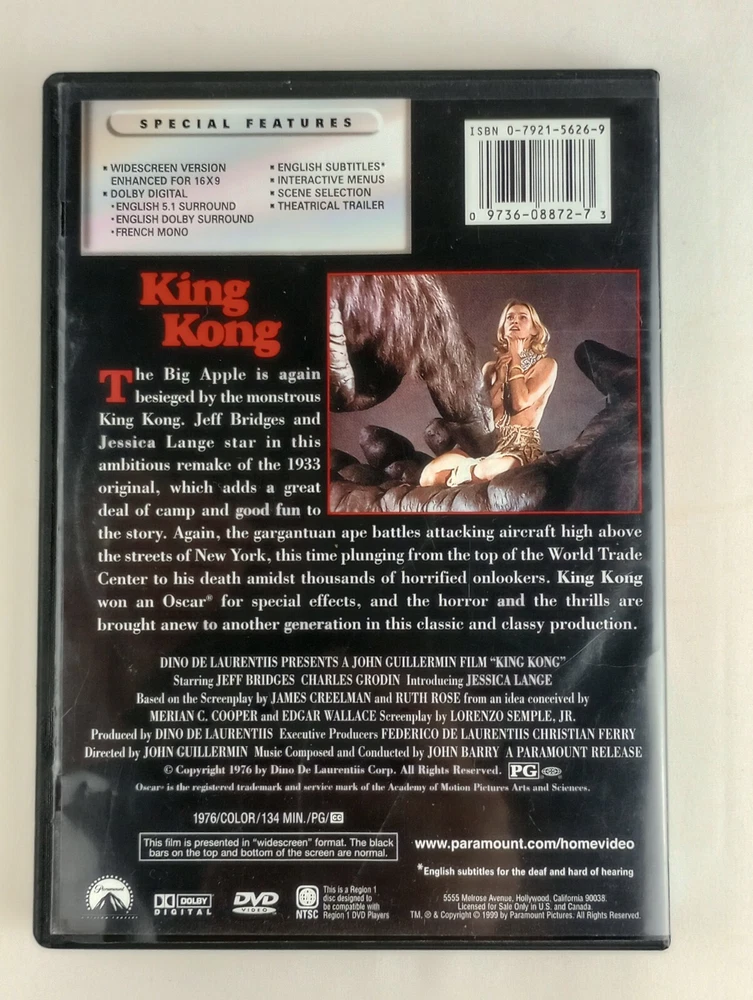 SPECIAL FEATURES
▪ WIDESCREEN VERSION
ENHANCED FOR 16X9
▪ DOLBY DIGITAL
•ENGLISH 5.1 SURROUND
•ENGLISH DOLBY SURROUND
•FRENCH MONO
▪ ENGLISH SUBTITLES*
▪ INTERACTIVE MENUS
▪ SCENE SELECTION
▪ THEATRICAL TRAILER
ISBN 0-7921-5626-9
0 9736-08872-7 3
King
Kong
The Big Apple is again
besieged by the monstrous
King Kong. Jeff Bridges and
Jessica Lange star in this
ambitious remake of the 1933
original, which adds a great
deal of camp and good fun to
the story. Again, the gargantuan ape battles attacking aircraft high above
the streets of New York, this time plunging from the top of the World Trade
Center to his death amidst thousands of horrified onlookers. King Kong
won an Oscar® for special effects, and the horror and the thrills are
brought anew to another generation in this classic and classy production.
DINO DE LAURENTIIS PRESENTS A JOHN GUILLERMIN FILM "KING KONG"
Starring JEFF BRIDGES CHARLES GRODIN Introducing JESSICA LANGE
Based on the Screenplay by JAMES CREELMAN and RUTH ROSE from an idea conceived by
MERIAN C. COOPER and EDGAR WALLACE Screenplay by LORENZO SEMPLE, JR.
Produced by DINO DE LAURENTIIS Executive Producers FEDERICO DE LAURENTIIS CHRISTIAN FERRY
Directed by JOHN GUILLERMIN Music Composed and Conducted by JOHN BARRY A PARAMOUNT RELEASE
© Copyright 1976 by Dino De Laurentiis Corp. All Rights Reserved. PG
Oscar® is the registered trademark and service mark of the Academy of Motion Pictures Arts and Sciences.
1976/COLOR/134 MIN./PG/CC
This film is presented in "widescreen" format. The black
bars on the top and bottom of the screen are normal.
www.paramount.com/homevideo
*English subtitles for the deaf and hard of hearing
Paramount
DOLBY
DIGITAL
DVD
VIDEO
NTSC
This is a Region 1
disc designed to
be compatible with
Region 1 DVD Players
5555 Melrose Avenue, Hollywood, California 90038.
Licensed for Sale Only in U.S. and Canada.
TM, ® & Copyright © 1999 by Paramount Pictures. All Rights Reserved.